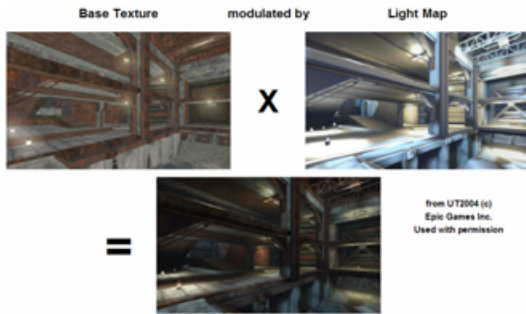 Base Texture modulated by Light Map
X
=
from UT2004 (c)
Epic Games Inc.
Used with permission